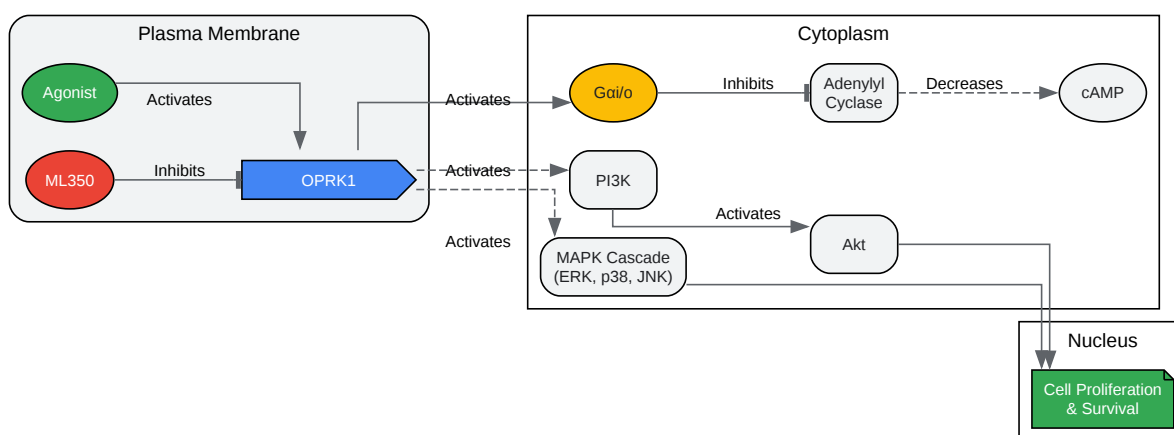 Plasma Membrane
Cytoplasm
Agonist
Activates
Activates
Gαi/o
Inhibits
Adenylyl
Cyclase
Decreases
cAMP
ML350
Inhibits
OPRK1
Activates
PI3K
Activates
Akt
Activates
MAPK Cascade
(ERK, p38, JNK)
Nucleus
Cell Proliferation
& Survival